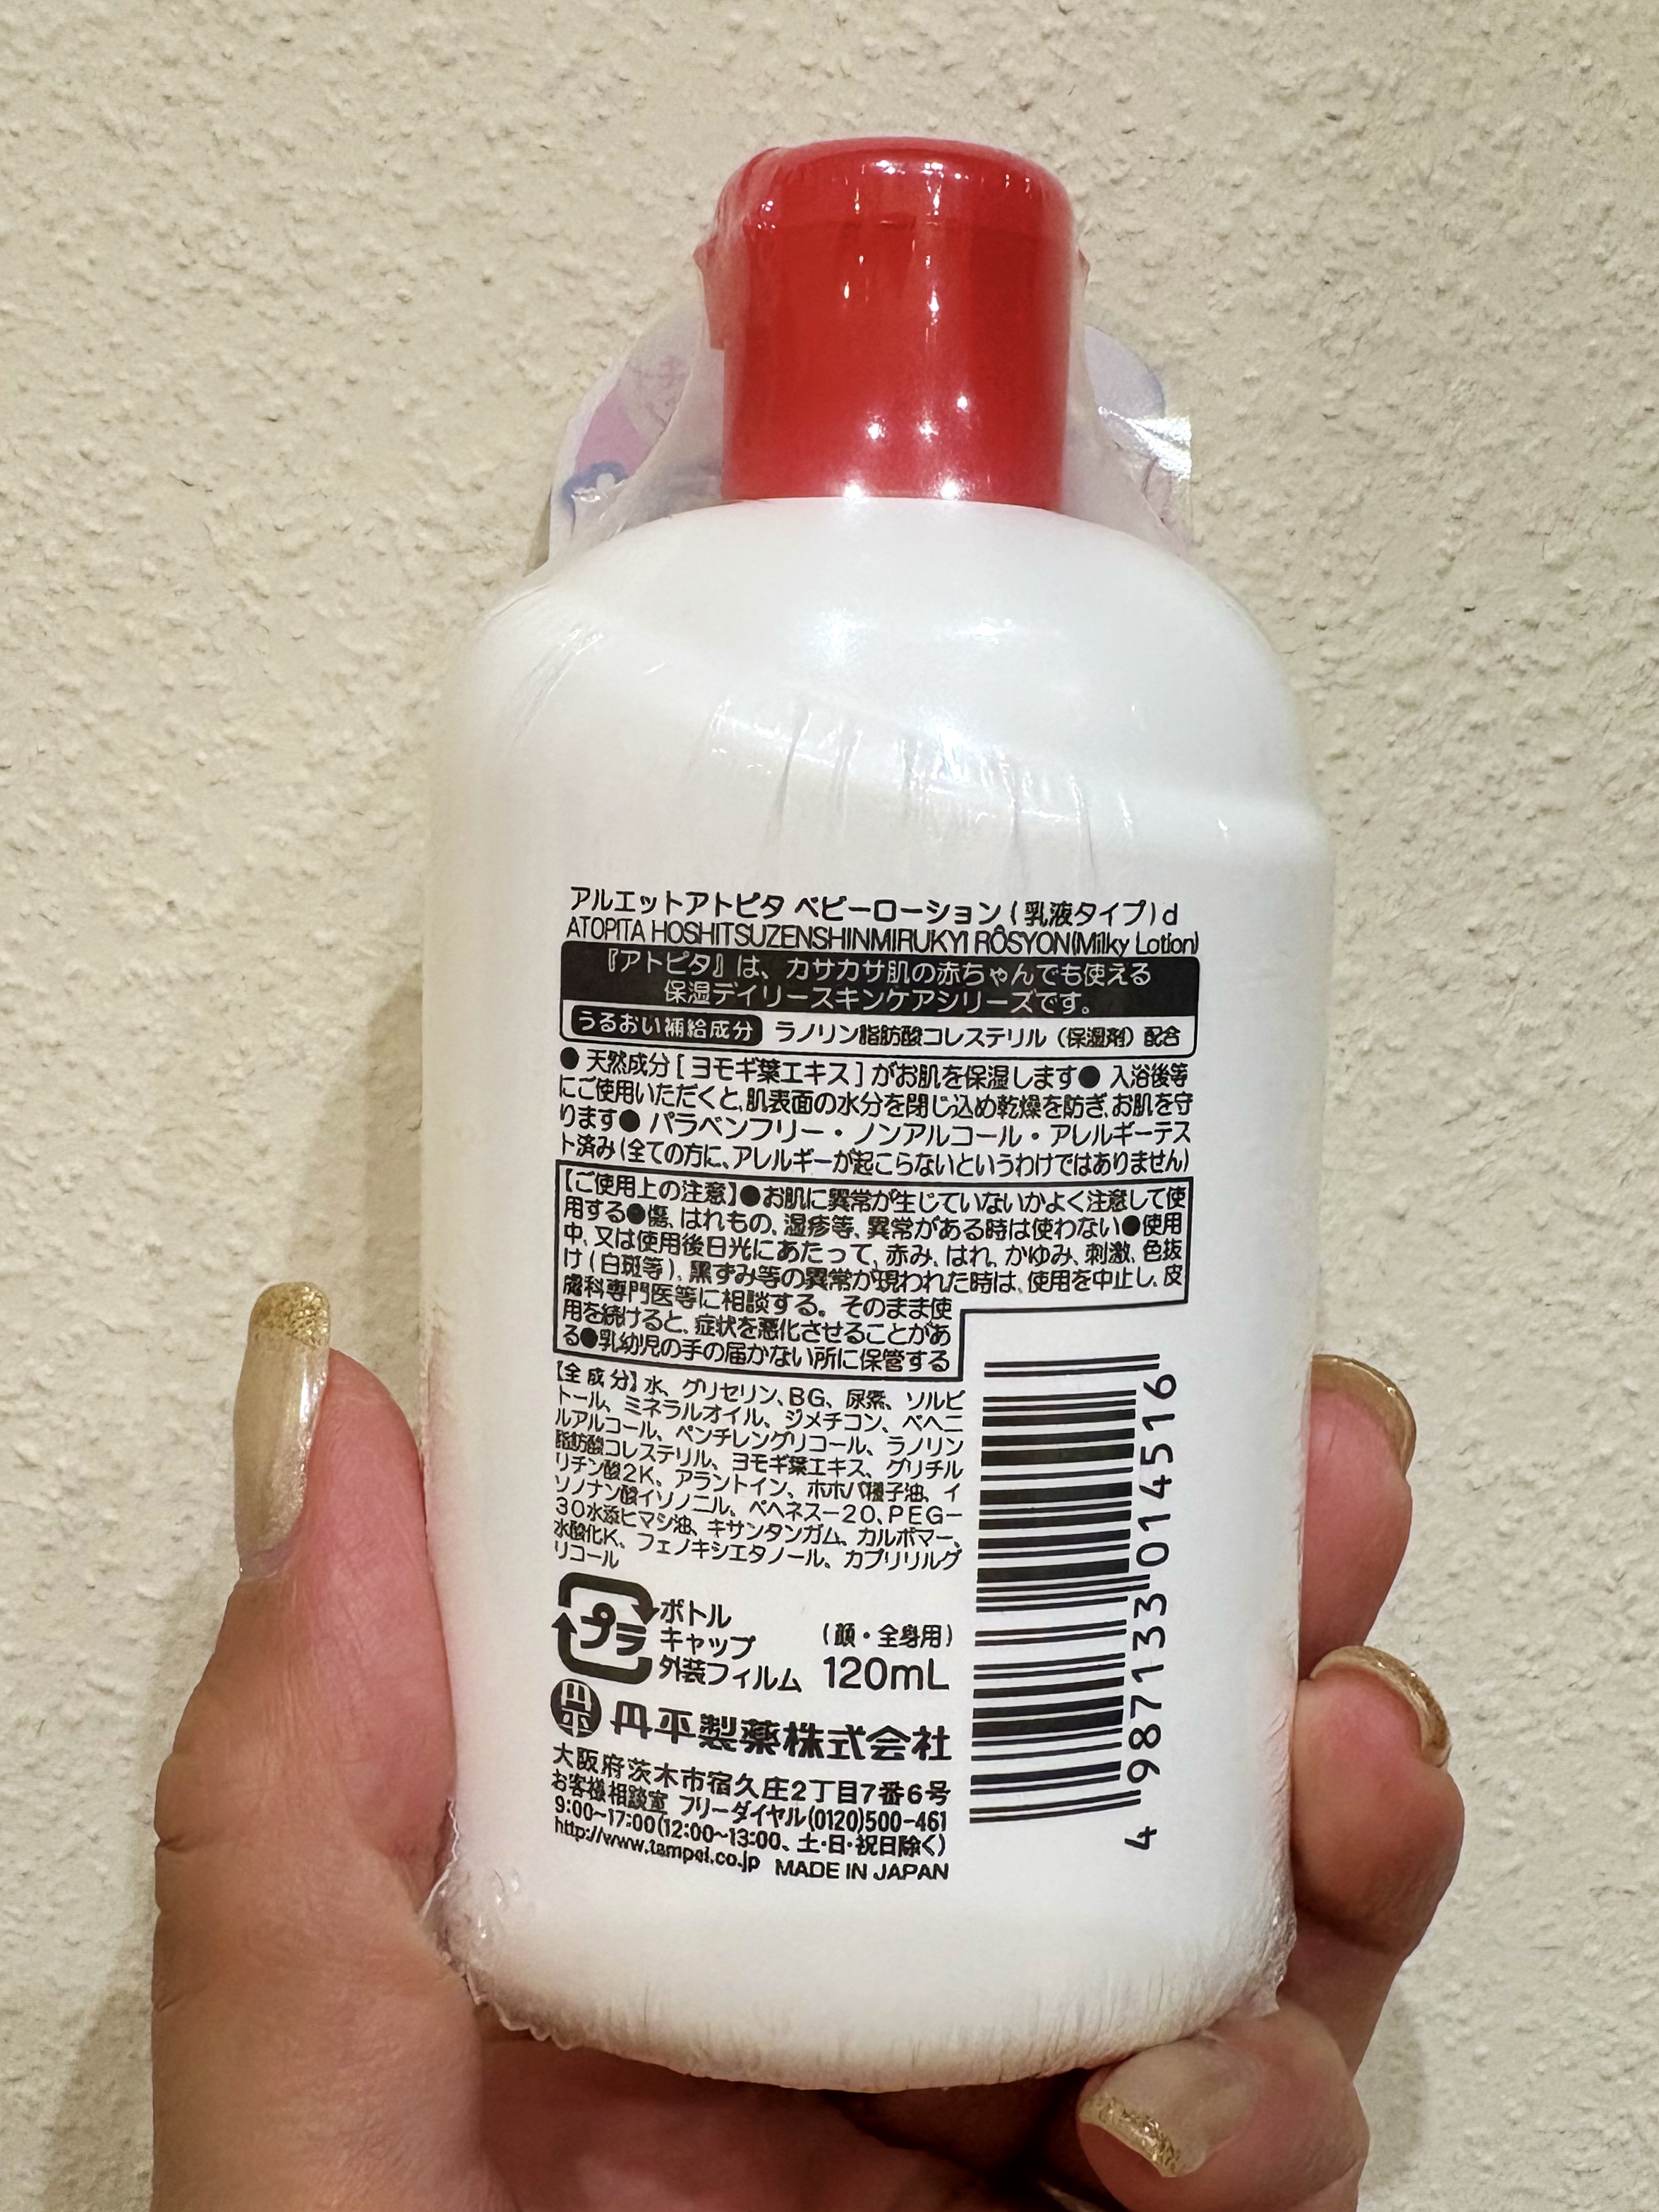 アルエットアトピタ ベビーローション(乳液タイプ)d
ATOPITA HOSHITSUZENSHINMIRUKYI RÔSYON(Milky Lotion)
『アトピタ』は、カサカサ肌の赤ちゃんでも使える
保湿デイリースキンケアシリーズです。
うるおい補給成分 ラノリン脂肪酸コレステリル(保湿剤)配合
● 天然成分[ヨモギ葉エキス]がお肌を保湿します● 入浴後等
にご使用いただくと、肌表面の水分を閉じ込め乾燥を防ぎ、お肌を守
ります● パラベンフリー・ノンアルコール・アレルギーテス
ト済み(全ての方に、アレルギーが起こらないというわけではありません)
【ご使用上の注意】●お肌に異常が生じていないかよく注意して使
用する●傷、はれもの、湿疹等、異常がある時は使わない●使用
中、又は使用後日光にあたって、赤み、はれ、かゆみ、刺激、色抜
け(白斑等)、黒ずみ等の異常が現われた時は、使用を中止し、皮
膚科専門医等に相談する。そのまま使
用を続けると、症状を悪化させることがあ
る●乳幼児の手の届かない所に保管する
【全成分】水、グリセリン、BG、尿素、ソルビ
トール、ミネラルオイル、ジメチコン、ベヘニ
ルアルコール、ペンチレングリコール、ラノリン
脂肪酸コレステリル、ヨモギ葉エキス、グリチル
リチン酸2K、アラントイン、ホホバ種子油、イ
ソノナン酸イソノニル、ベヘネス-20、PEG-
30水添ヒマシ油、キサンタンガム、カルボマー、
水酸化K、フェノキシエタノール、カプリリルグ
リコール
プラ
ボトル
キャップ
外装フィルム
(顔・全身用)
120mL
丹平
丹平製薬株式会社
大阪府茨木市宿久庄2丁目7番6号
お客様相談室 フリーダイヤル(0120)500-461
9:00~17:00(12:00~13:00、土・日・祝日除く)
http://www.tampei.co.jp MADE IN JAPAN
4 987133 014516